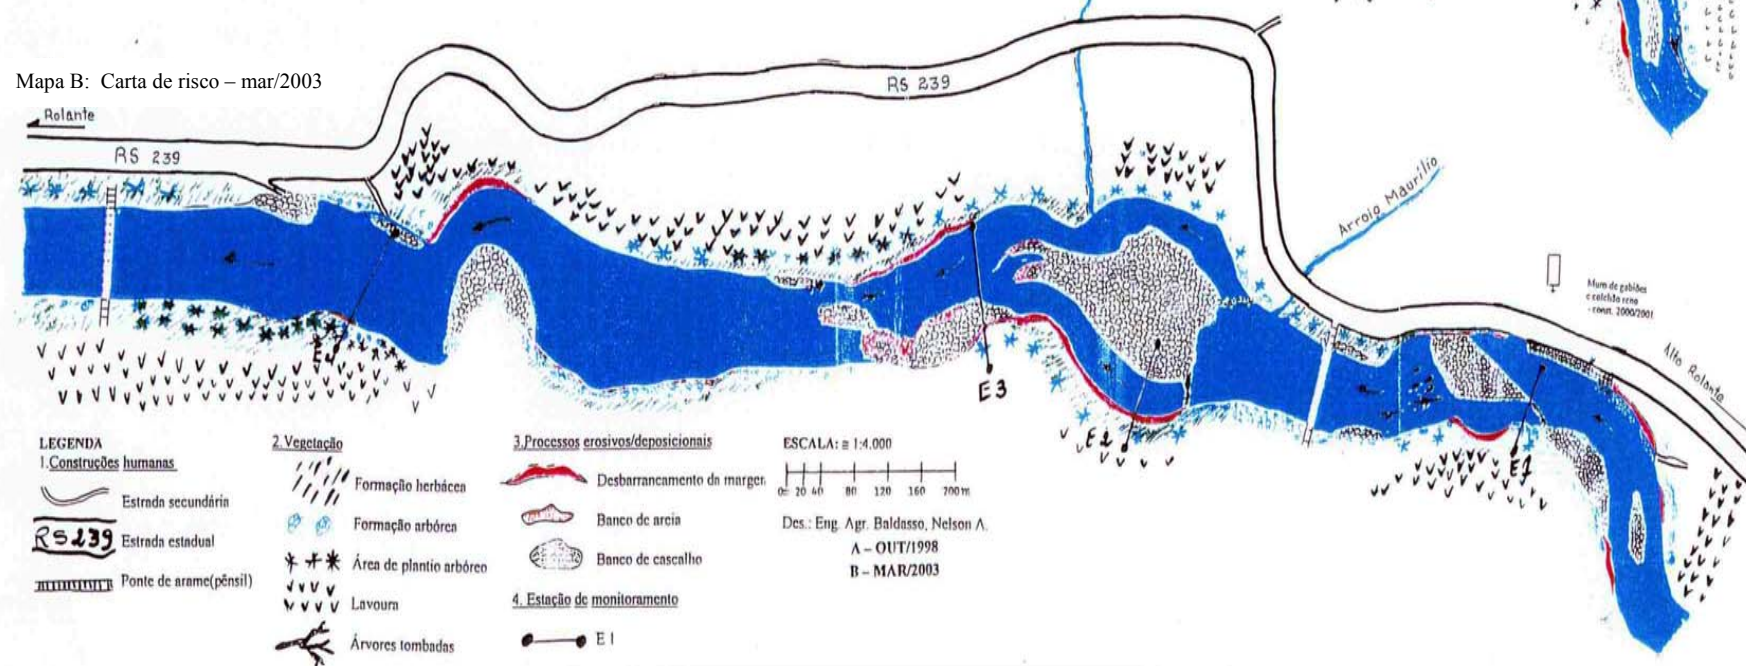 Mapa B: Carta de risco – mar/2003
Rolante
RS 239
RS 239
Arroio Maurílio
Muro de gabiões
e colchão reno
- const. 2000/2001
Alto Rolante
E4
E3
E2
E1
LEGENDA
1.Construções humanas
Estrada secundária
RS 239
Estrada estadual
Ponte de arame(pênsil)
2.Vegetação
Formação herbácea
Formação arbórea
Área de plantio arbóreo
Lavoura
Árvores tombadas
3.Processos erosivos/deposicionais
Desbarrancamento da margem
Banco de areia
Banco de cascalho
4. Estação de monitoramento
E 1
ESCALA: ≅ 1:4.000
0 20 40 80 120 160 200 m
Des.: Eng. Agr. Baldasso, Nelson A.
A – OUT/1998
B – MAR/2003